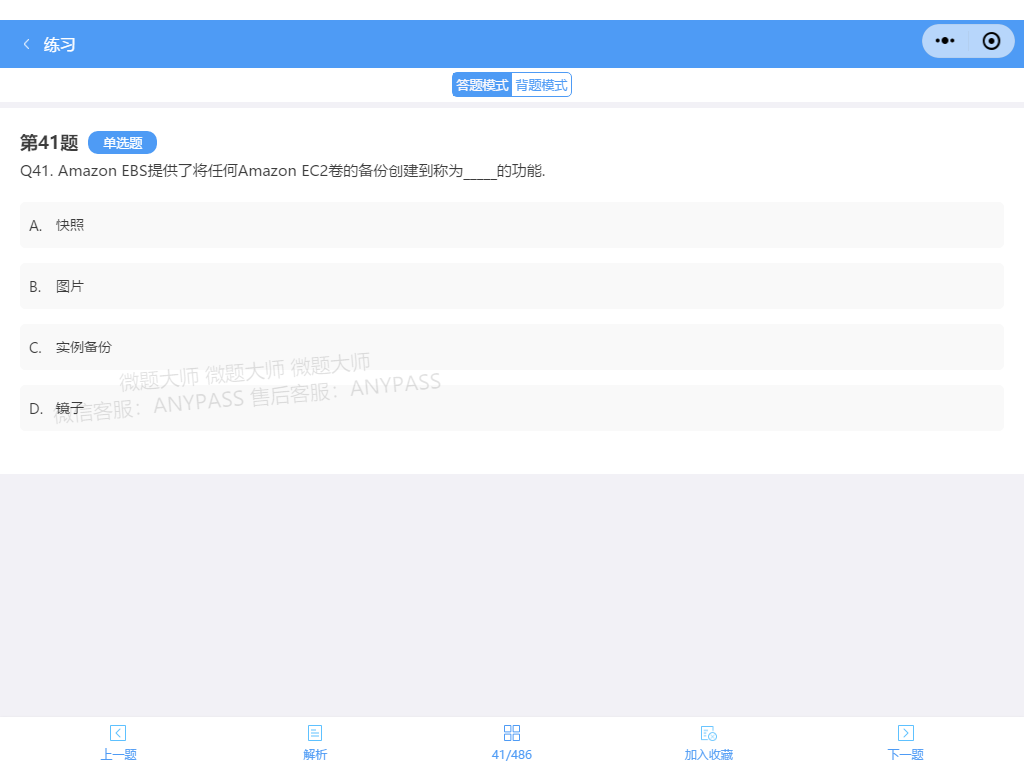 练习
答题模式 背题模式
第41题 单选题
Q41. Amazon EBS提供了将任何Amazon EC2卷的备份创建到称为_____的功能.
A. 快照
B. 图片
C. 实例备份
微题大师 微题大师 微题大师
微信客服：ANYPASS 售后客服：ANYPASS
D. 镜子
上一题 解析 41/486 加入收藏 下一题